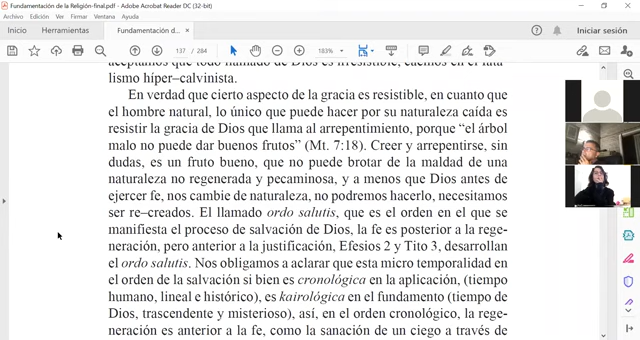 Fundamentación de la Religión-final.pdf - Adobe Acrobat Reader DC (32-bit)
Archivo Edición Ver Firmar Ventana Ayuda
Inicio Herramientas Fundamentación d... × Iniciar sesión
137 / 284 183%
aceptamos que todo llamado de Dios es irresistible, caemos en el fata-
lismo híper–calvinista.
En verdad que cierto aspecto de la gracia es resistible, en cuanto que
el hombre natural, lo único que puede hacer por su naturaleza caída es
resistir la gracia de Dios que llama al arrepentimiento, porque “el árbol
malo no puede dar buenos frutos” (Mt. 7:18). Creer y arrepentirse, sin
dudas, es un fruto bueno, que no puede brotar de la maldad de una
naturaleza no regenerada y pecaminosa, y a menos que Dios antes de
ejercer fe, nos cambie de naturaleza, no podremos hacerlo, necesitamos
ser re–creados. El llamado ordo salutis, que es el orden en el que se
manifiesta el proceso de salvación de Dios, la fe es posterior a la rege-
neración, pero anterior a la justificación, Efesios 2 y Tito 3, desarrollan
el ordo salutis. Nos obligamos a aclarar que esta micro temporalidad en
el orden de la salvación si bien es cronológica en la aplicación, (tiempo
humano, lineal e histórico), es kairológica en el fundamento (tiempo de
Dios, trascendente y misterioso), así, en el orden cronológico, la rege-
neración es anterior a la fe, como la sanación de un ciego a través de